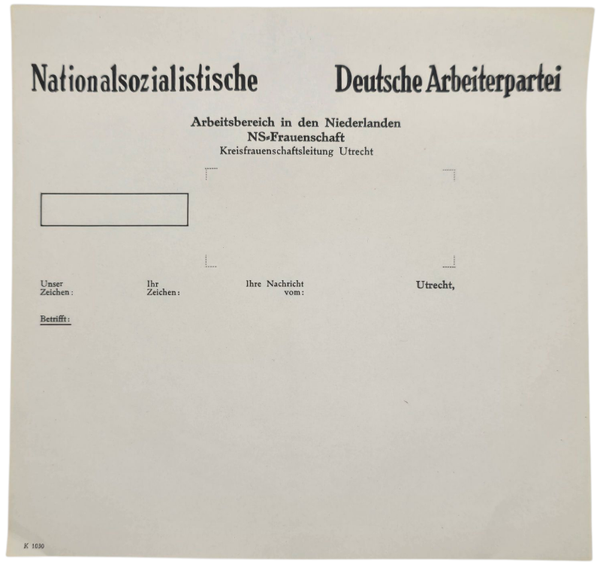 Nationalsozialistische Deutsche Arbeiterpartei
Arbeitsbereich in den Niederlanden
NS-Frauenschaft
Kreisfrauenschaftsleitung Utrecht
Unser Zeichen:
Ihr Zeichen:
Ihre Nachricht vom:
Utrecht,
Betrifft:
K 1030